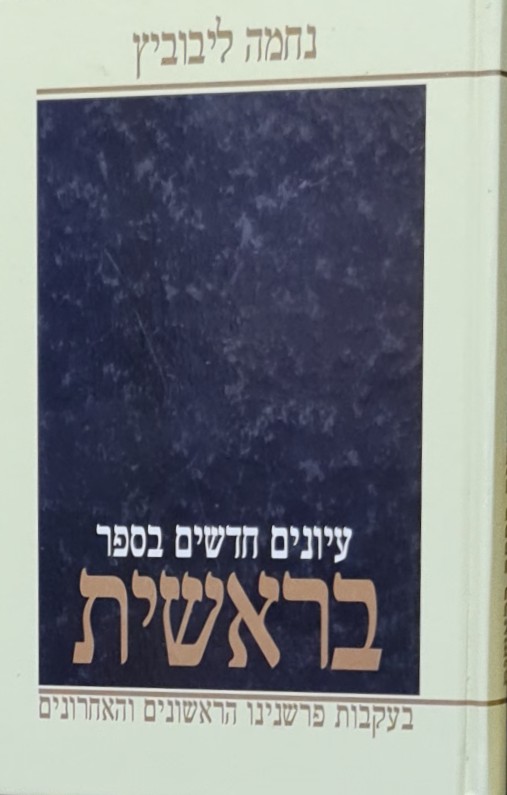 נחמה ליבוביץ
עיונים חדשים בספר
בראשית
בעקבות פרשנינו הראשונים והאחרונים